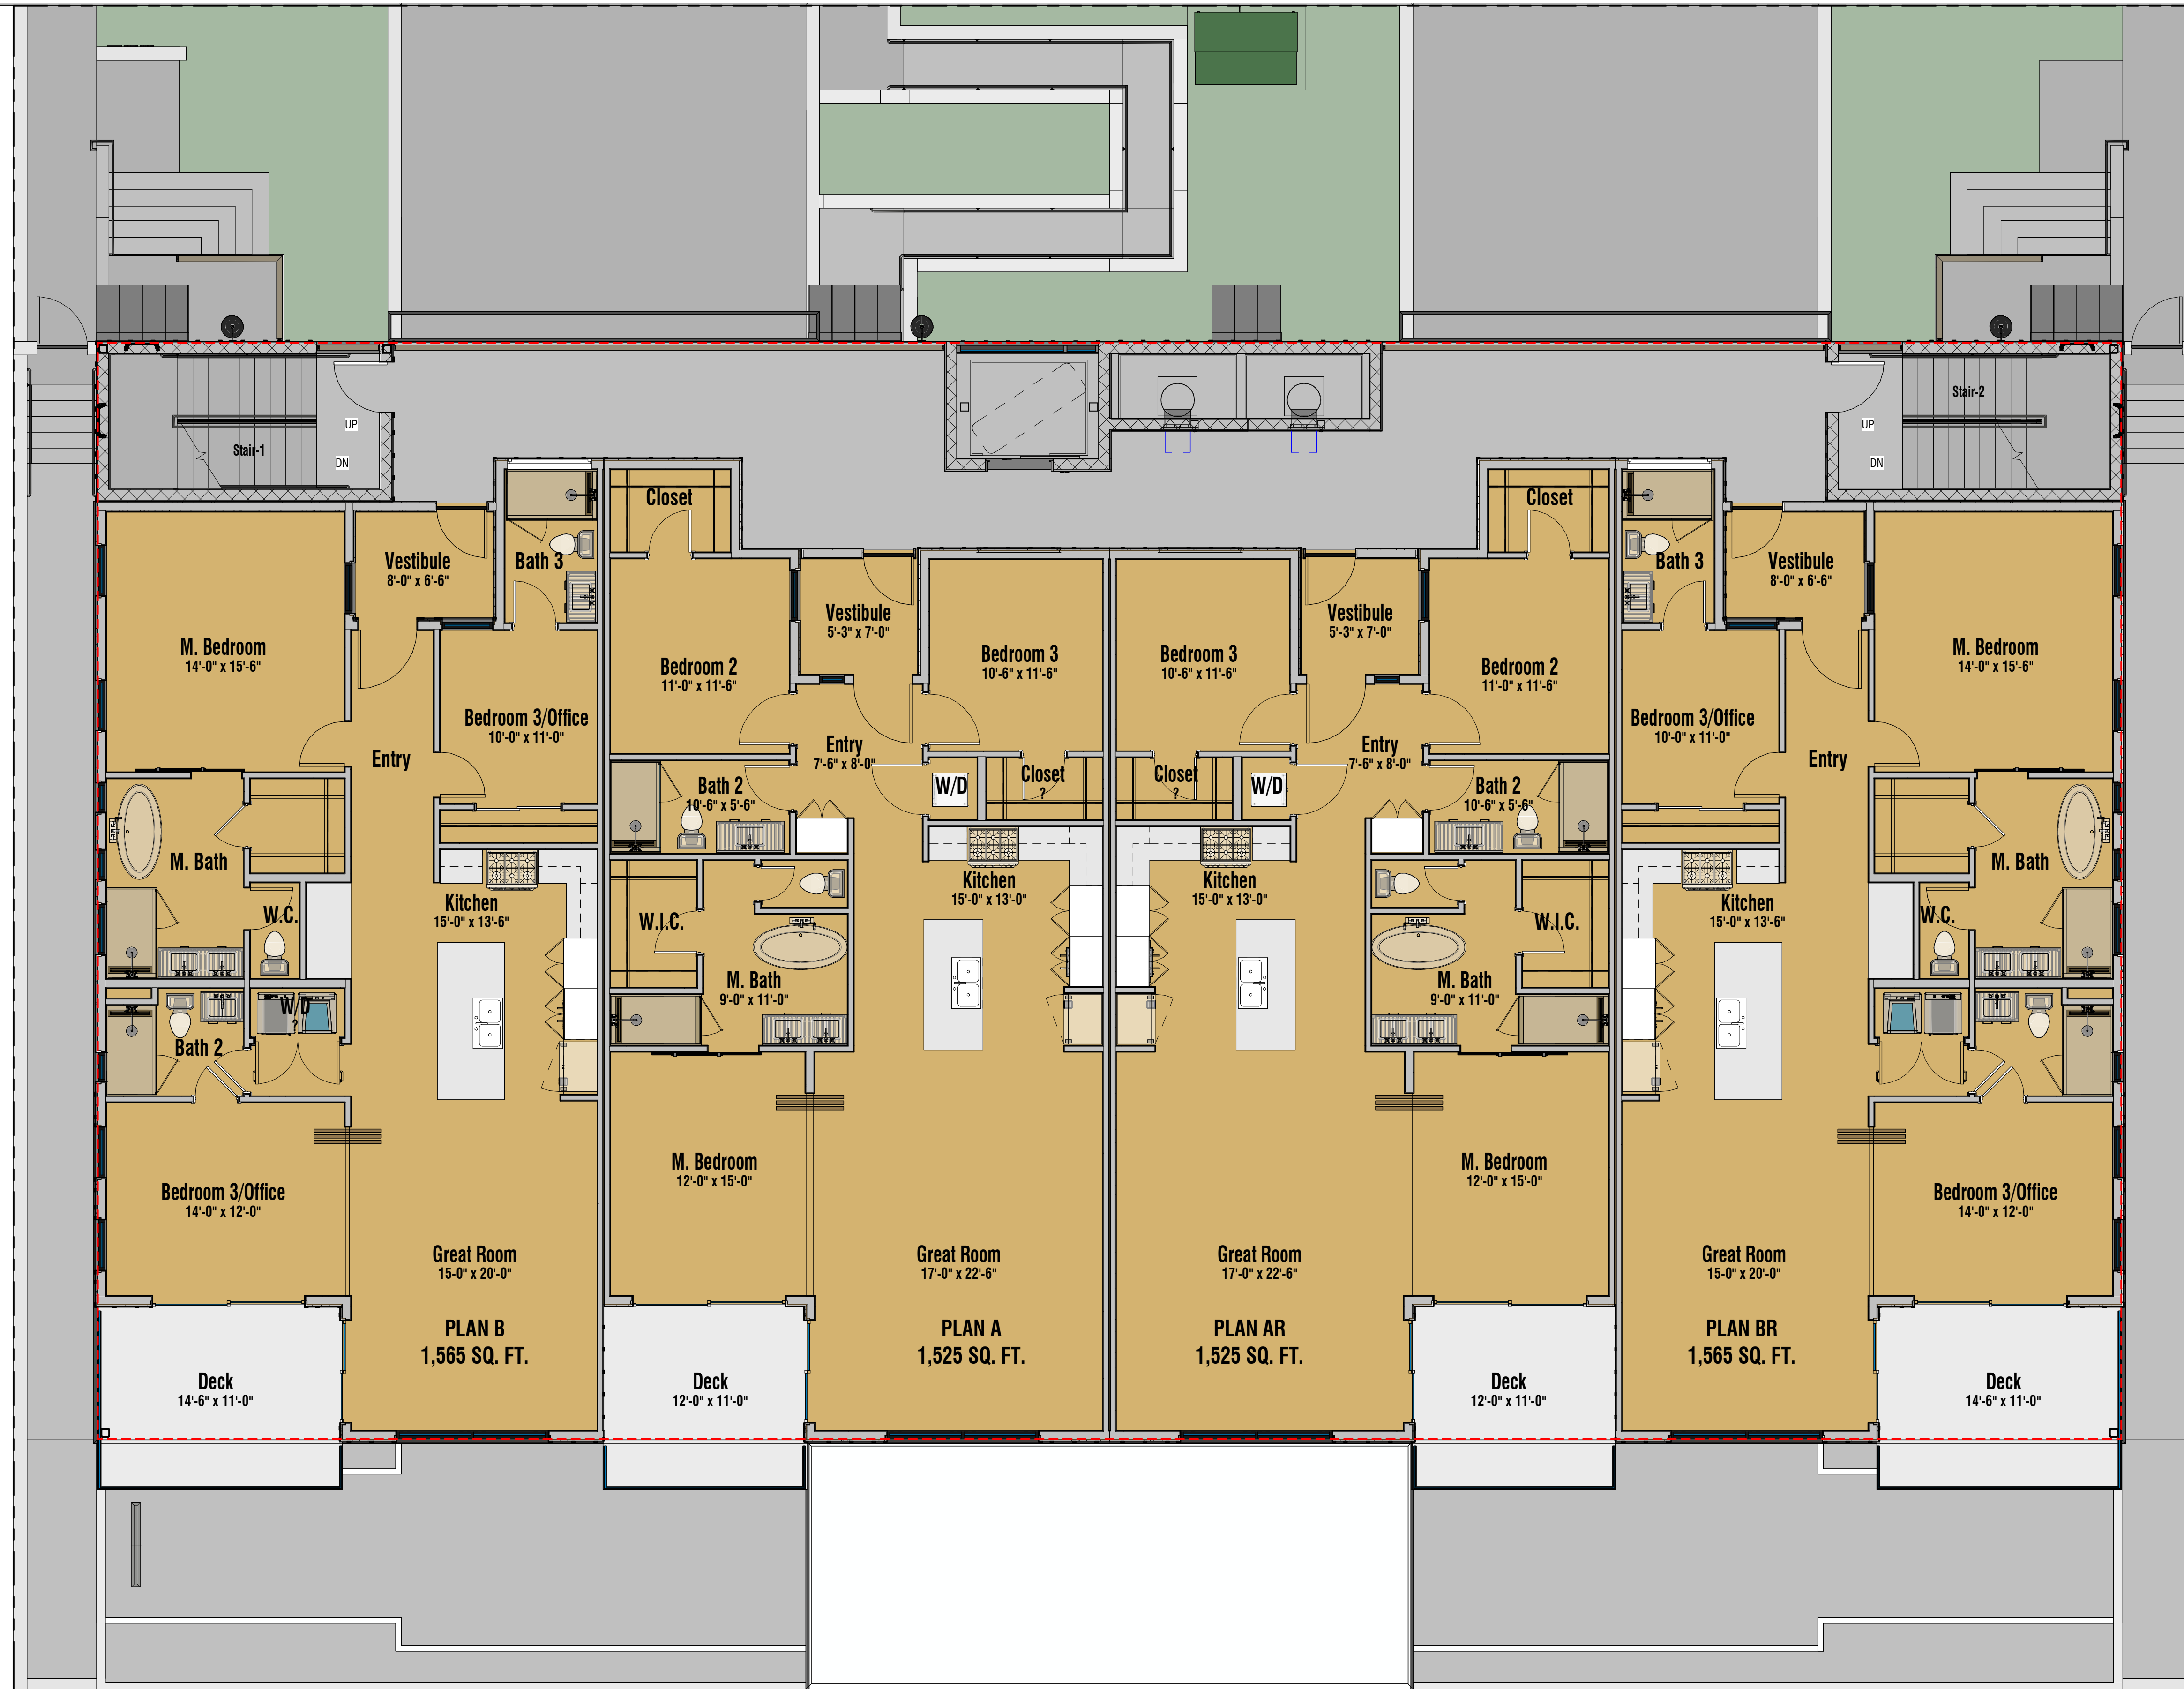 Stair-1
UP
DN
Stair-2
UP
DN
M. Bedroom
14'-0" x 15'-6"
Vestibule
8'-0" x 6'-6"
Bath 3
Bedroom 3/Office
10'-0" x 11'-0"
Entry
M. Bath
W.C.
Kitchen
15'-0" x 13'-6"
W/D
?
Bath 2
Bedroom 3/Office
14'-0" x 12'-0"
Great Room
15-0" x 20'-0"
PLAN B
1,565 SQ. FT.
Deck
14'-6" x 11'-0"
Closet
Bedroom 2
11'-0" x 11'-6"
Vestibule
5'-3" x 7'-0"
Bedroom 3
10'-6" x 11'-6"
Entry
7'-6" x 8'-0"
Bath 2
10'-6" x 5'-6"
W/D
Closet
?
Kitchen
15'-0" x 13'-0"
W.I.C.
M. Bath
9'-0" x 11'-0"
M. Bedroom
12'-0" x 15'-0"
Great Room
17'-0" x 22'-6"
PLAN A
1,525 SQ. FT.
Deck
12'-0" x 11'-0"
Closet
Bedroom 3
10'-6" x 11'-6"
Vestibule
5'-3" x 7'-0"
Bedroom 2
11'-0" x 11'-6"
Closet
?
W/D
Entry
7'-6" x 8'-0"
Bath 2
10'-6" x 5'-6"
Kitchen
15'-0" x 13'-0"
W.I.C.
M. Bath
9'-0" x 11'-0"
M. Bedroom
12'-0" x 15'-0"
Great Room
17'-0" x 22'-6"
PLAN AR
1,525 SQ. FT.
Deck
12'-0" x 11'-0"
Bath 3
Vestibule
8'-0" x 6'-6"
M. Bedroom
14'-0" x 15'-6"
Bedroom 3/Office
10'-0" x 11'-0"
Entry
M. Bath
Kitchen
15'-0" x 13'-6"
W.C.
Bedroom 3/Office
14'-0" x 12'-0"
Great Room
15-0" x 20'-0"
PLAN BR
1,565 SQ. FT.
Deck
14'-6" x 11'-0"